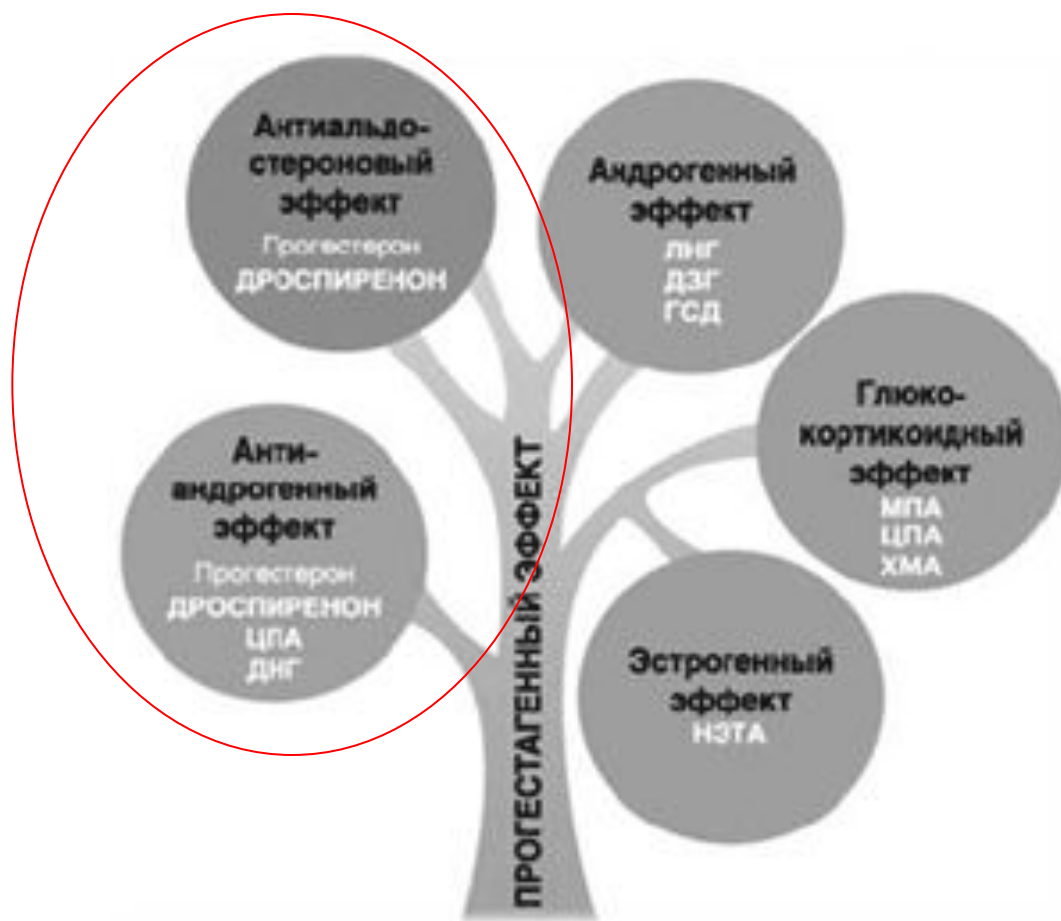 Антиальдо-
стероновый
эффект
Прогестерон
ДРОСПИРЕНОН
Андрогенный
эффект
ЛНГ
ДЗГ
ГСД
Глюко-
кортикоидный
эффект
МПА
ЦПА
ХМА
Анти-
андрогенный
эффект
Прогестерон
ДРОСПИРЕНОН
ЦПА
ДНГ
Эстрогенный
эффект
НЭТА
ПРОГЕСТАГЕННЫЙ ЭФФЕКТ